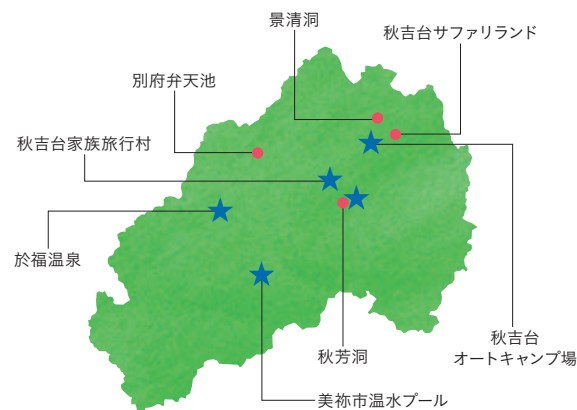 景清洞
秋吉台サファリランド
別府弁天池
秋吉台家族旅行村
於福温泉
秋芳洞
秋吉台
オートキャンプ場
美祢市温水プール